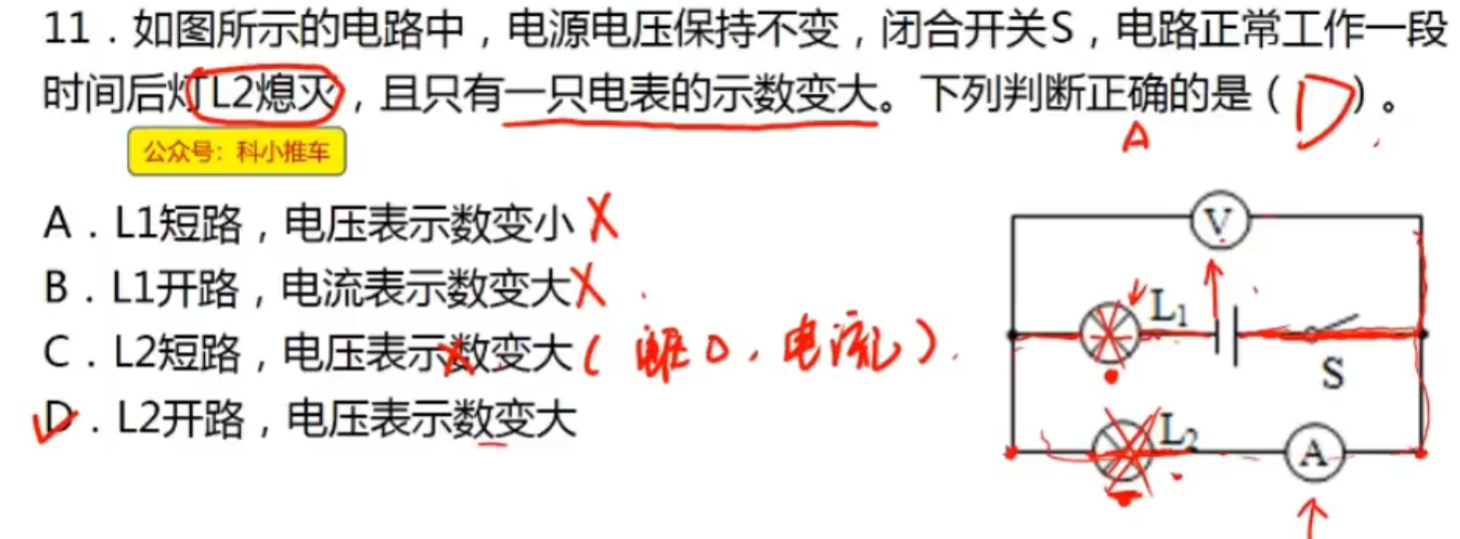 11．如图所示的电路中，电源电压保持不变，闭合开关S，电路正常工作一段
时间后灯L2熄灭，且只有一只电表的示数变大。下列判断正确的是（D）。
A
公众号：科小推车
A．L1短路，电压表示数变小 X
B．L1开路，电流表示数变大 X
C．L2短路，电压表示数变大（ 0，电流）.
D．L2开路，电压表示数变大
V
L1
S
L2
A